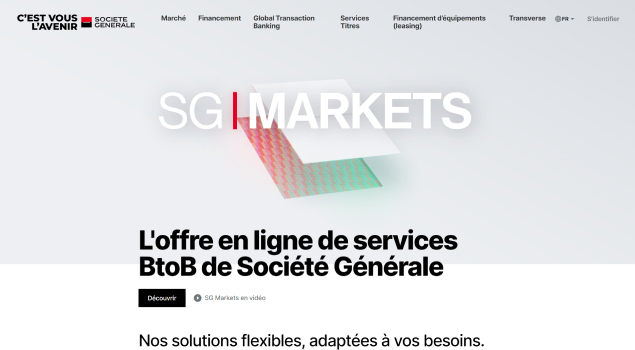 C'EST VOUS
L'AVENIR
SOCIETE
GENERALE
Marché
Financement
Global Transaction
Banking
Services
Titres
Financement d'équipements
(leasing)
Transverse
FR
S'identifier
SG | MARKETS
L'offre en ligne de services
BtoB de Société Générale
Découvrir
SG Markets en vidéo
Nos solutions flexibles, adaptées à vos besoins.